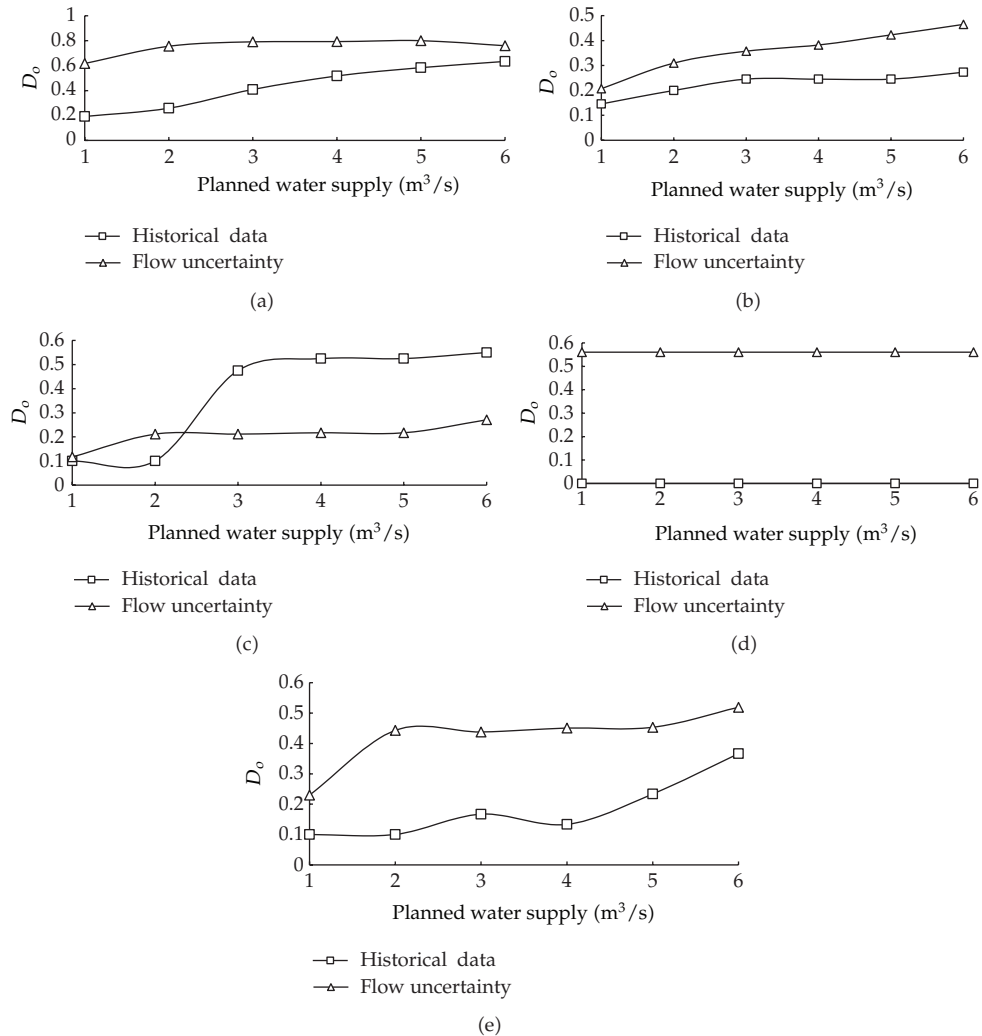 1
0.8
0.6
0.4
0.2
0
D_o
1 2 3 4 5 6
Planned water supply (m³/s)
Historical data
Flow uncertainty
(a)
0.5
0.4
0.3
0.2
0.1
0
D_o
1 2 3 4 5 6
Planned water supply (m³/s)
Historical data
Flow uncertainty
(b)
0.6
0.5
0.4
0.3
0.2
0.1
0
D_o
1 2 3 4 5 6
Planned water supply (m³/s)
Historical data
Flow uncertainty
(c)
0.6
0.5
0.4
0.3
0.2
0.1
0
D_o
1 2 3 4 5 6
Planned water supply (m³/s)
Historical data
Flow uncertainty
(d)
0.6
0.5
0.4
0.3
0.2
0.1
0
D_o
1 2 3 4 5 6
Planned water supply (m³/s)
Historical data
Flow uncertainty
(e)